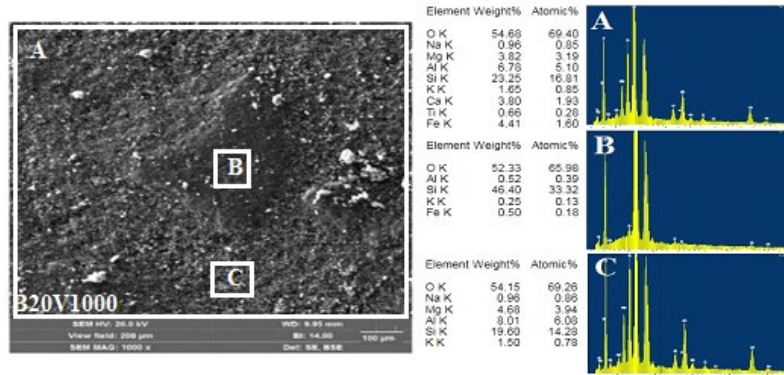 A
B
C
B20V1000
SEM HV: 20.0 kV
WD: 9.95 mm
View field: 208 µm
BI: 14.00
100 µm
SEM MAG: 1000 x
Det: SE, BSE
Element Weight% Atomic%
O K 54.68 69.40
Na K 0.96 0.85
Mg K 3.82 3.19
Al K 6.78 5.10
Si K 23.25 16.81
K K 1.65 0.85
Ca K 3.80 1.93
Ti K 0.66 0.28
Fe K 4.41 1.60
A
Element Weight% Atomic%
O K 52.33 65.98
Al K 0.52 0.39
Si K 46.40 33.32
K K 0.25 0.13
Fe K 0.50 0.18
B
Element Weight% Atomic%
O K 54.15 69.26
Na K 0.96 0.86
Mg K 4.68 3.94
Al K 8.01 6.08
Si K 19.60 14.28
K K 1.50 0.78
C